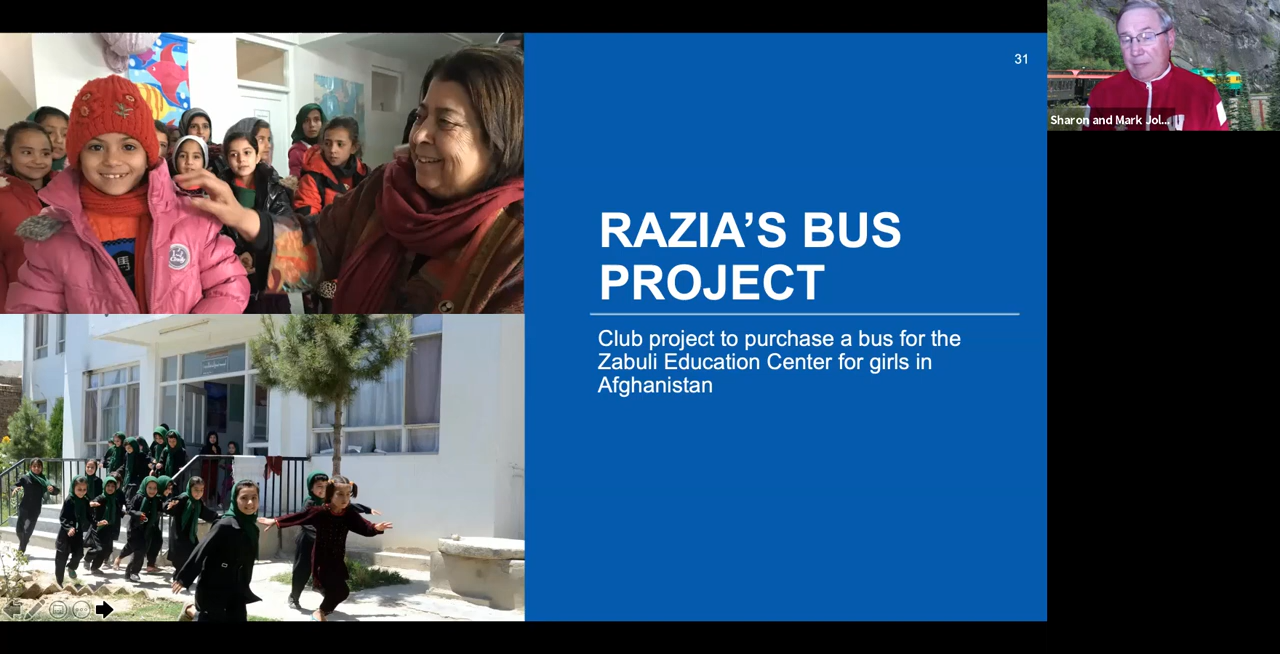 31
Sharon and Mark Jol...
RAZIA'S BUS
PROJECT
Club project to purchase a bus for the
Zabuli Education Center for girls in
Afghanistan